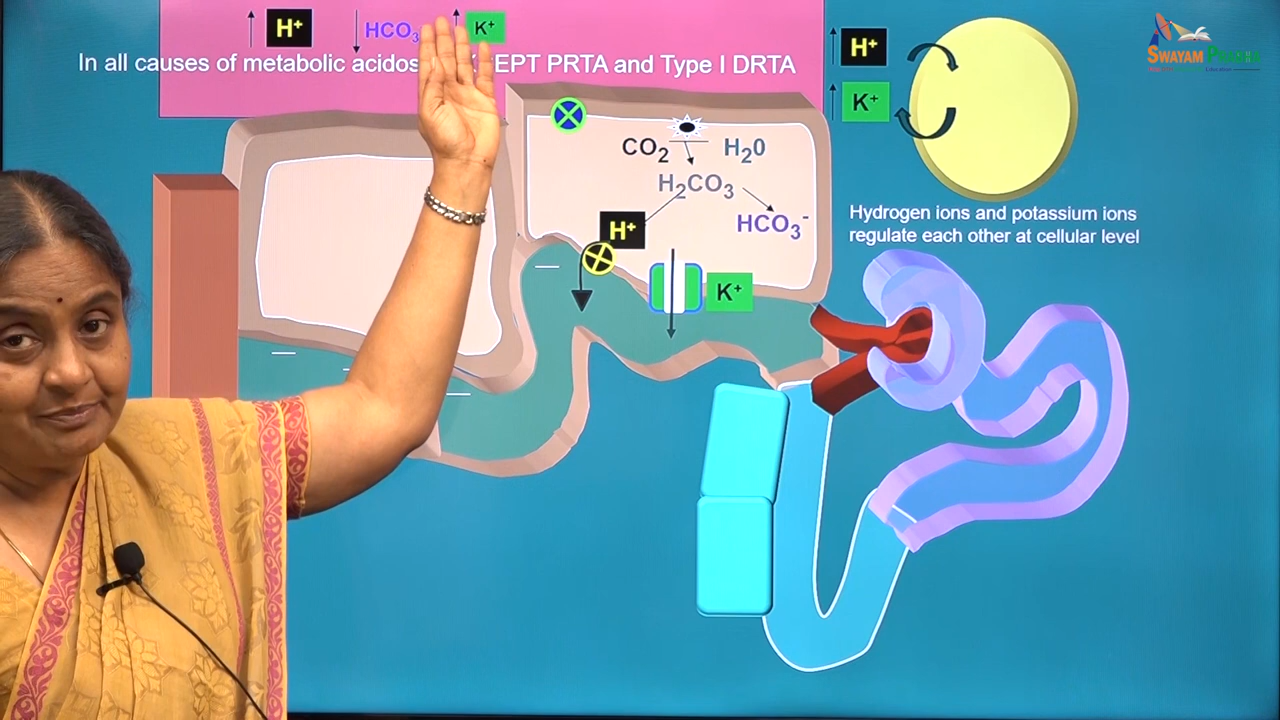 H⁺ HCO₃ K⁺
In all causes of metabolic acidos EPT PRTA and Type I DRTA
H⁺
K⁺
SWAYAM
CO₂ H₂0
H₂CO₃
HCO₃⁻
H⁺
K⁺
Hydrogen ions and potassium ions
regulate each other at cellular level